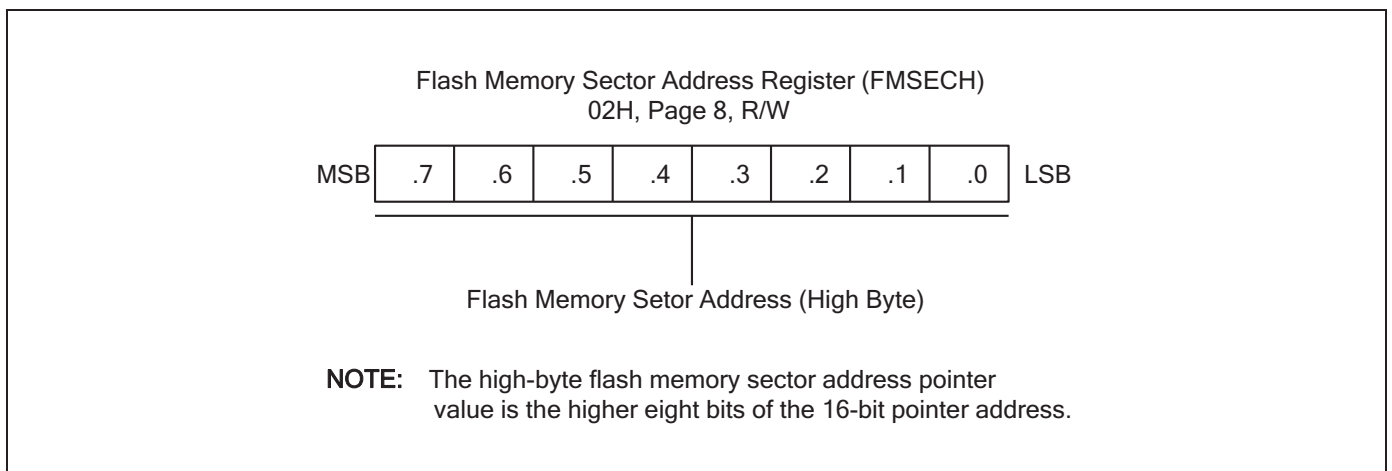 Flash Memory Sector Address Register (FMSECH)
02H, Page 8, R/W
MSB .7 .6 .5 .4 .3 .2 .1 .0 LSB
Flash Memory Setor Address (High Byte)
NOTE: The high-byte flash memory sector address pointer
value is the higher eight bits of the 16-bit pointer address.